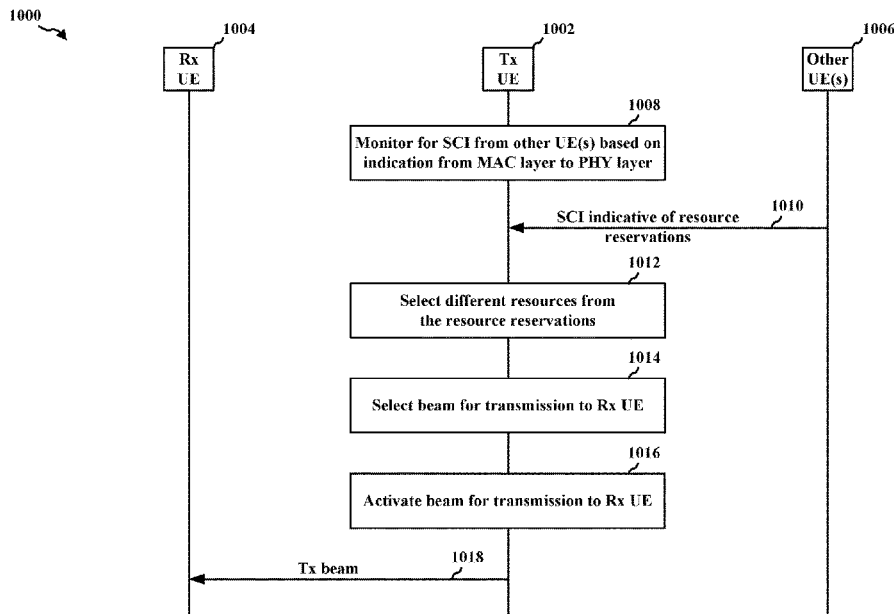 1000
1004
1002
1006
Rx
UE
Tx
UE
Other
UE(s)
1008
Monitor for SCI from other UE(s) based on
indication from MAC layer to PHY layer
1010
SCI indicative of resource
reservations
1012
Select different resources from
the resource reservations
1014
Select beam for transmission to Rx UE
1016
Activate beam for transmission to Rx UE
1018
Tx beam